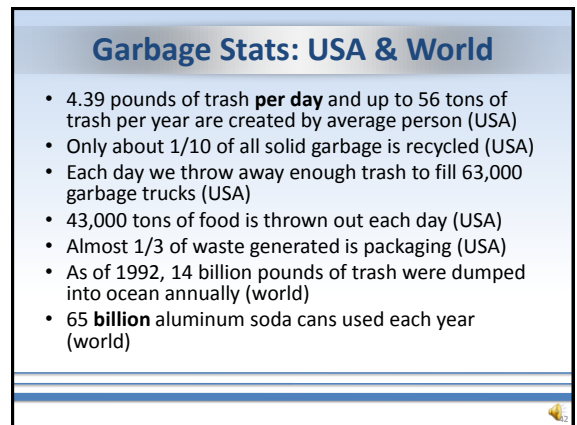 Garbage Stats: USA & World
• 4.39 pounds of trash per day and up to 56 tons of
trash per year are created by average person (USA)
• Only about 1/10 of all solid garbage is recycled (USA)
• Each day we throw away enough trash to fill 63,000
garbage trucks (USA)
• 43,000 tons of food is thrown out each day (USA)
• Almost 1/3 of waste generated is packaging (USA)
• As of 1992, 14 billion pounds of trash were dumped
into ocean annually (world)
• 65 billion aluminum soda cans used each year
(world)
42